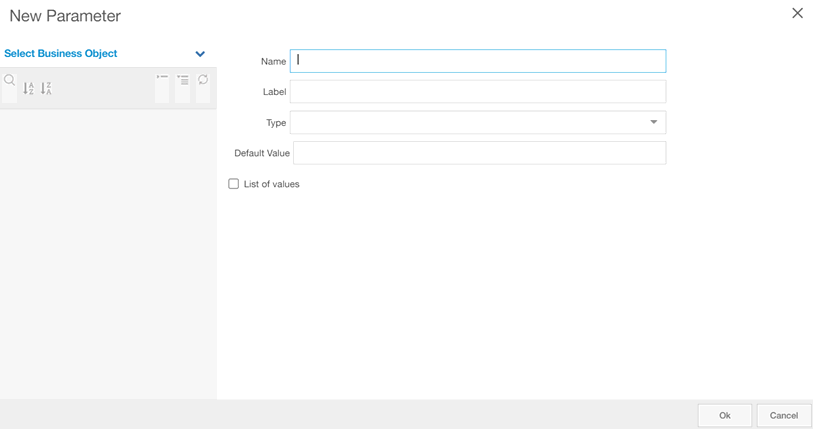 New Parameter
Select Business Object
Name
Label
Type
Default Value
List of values
Ok
Cancel